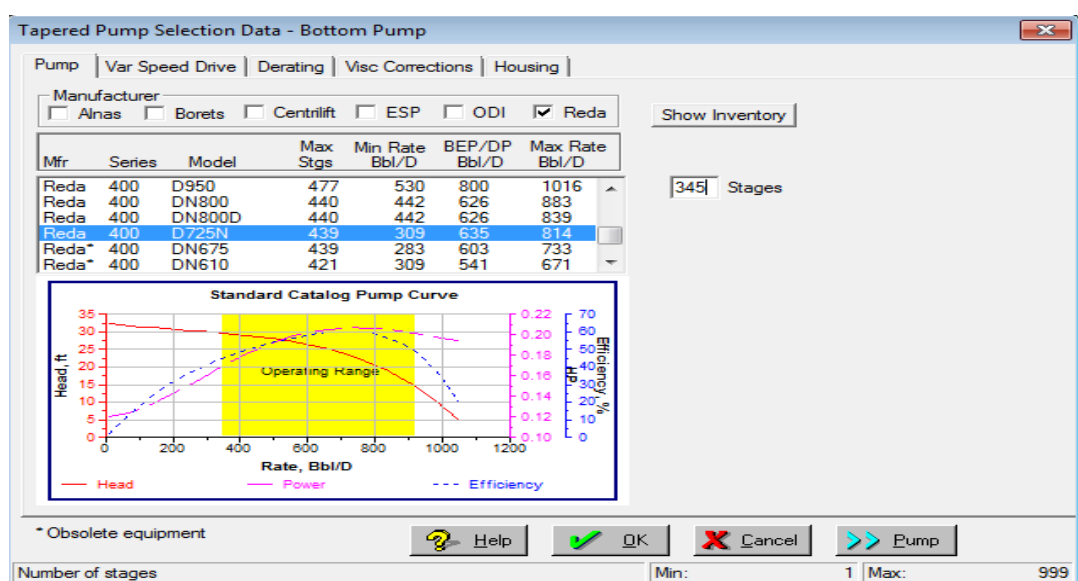 Tapered Pump Selection Data - Bottom Pump
Pump Var Speed Drive Derating Visc Corrections Housing
Manufacturer
Alnas Borets Centrilift ESP ODI Reda
Show Inventory
Max Min Rate BEP/DP Max Rate
Mfr Series Model Stgs Bbl/D Bbl/D Bbl/D
Reda 400 D950 477 530 800 1016
345 Stages
Reda 400 DN800 440 442 626 883
Reda 400 DN800D 440 442 626 839
Reda 400 D725N 439 309 635 814
Reda* 400 DN675 439 283 603 733
Reda* 400 DN610 421 309 541 671
Standard Catalog Pump Curve
35 0.22 70
30 0.20 60
25 0.18 50
20 0.16 40
15 0.14 30
10 0.12 20
5 0.10 10
0 0
Head, ft
Operating Range
HP
Efficiency, %
0 200 400 600 800 1000 1200
Rate, Bbl/D
Head Power Efficiency
* Obsolete equipment
Help OK Cancel Pump
Number of stages Min: 1 Max: 999